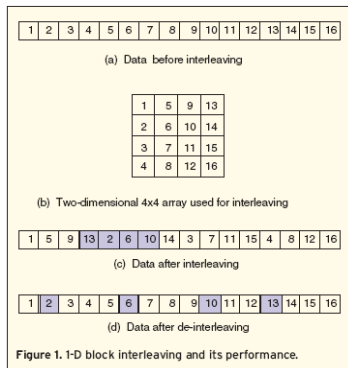 1 2 3 4 5 6 7 8 9 10 11 12 13 14 15 16
(a) Data before interleaving
1 5 9 13
2 6 10 14
3 7 11 15
4 8 12 16
(b) Two-dimensional 4x4 array used for interleaving
1 5 9 13 2 6 10 14 3 7 11 15 4 8 12 16
(c) Data after interleaving
1 2 3 4 5 6 7 8 9 10 11 12 13 14 15 16
(d) Data after de-interleaving
Figure 1. 1-D block interleaving and its performance.